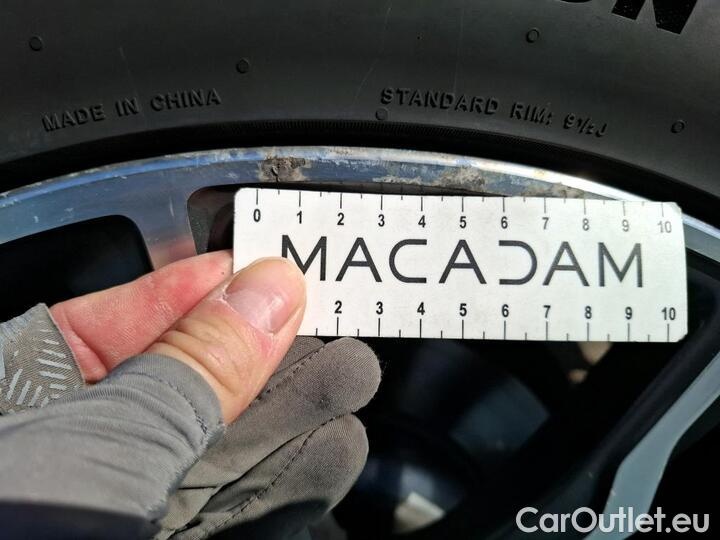 ON
MADE IN CHINA
STANDARD RIM: 9½J
0 1 2 3 4 5 6 7 8 9 10
MACADAM
2 3 4 5 6 7 8 9 10
CarOutlet.eu